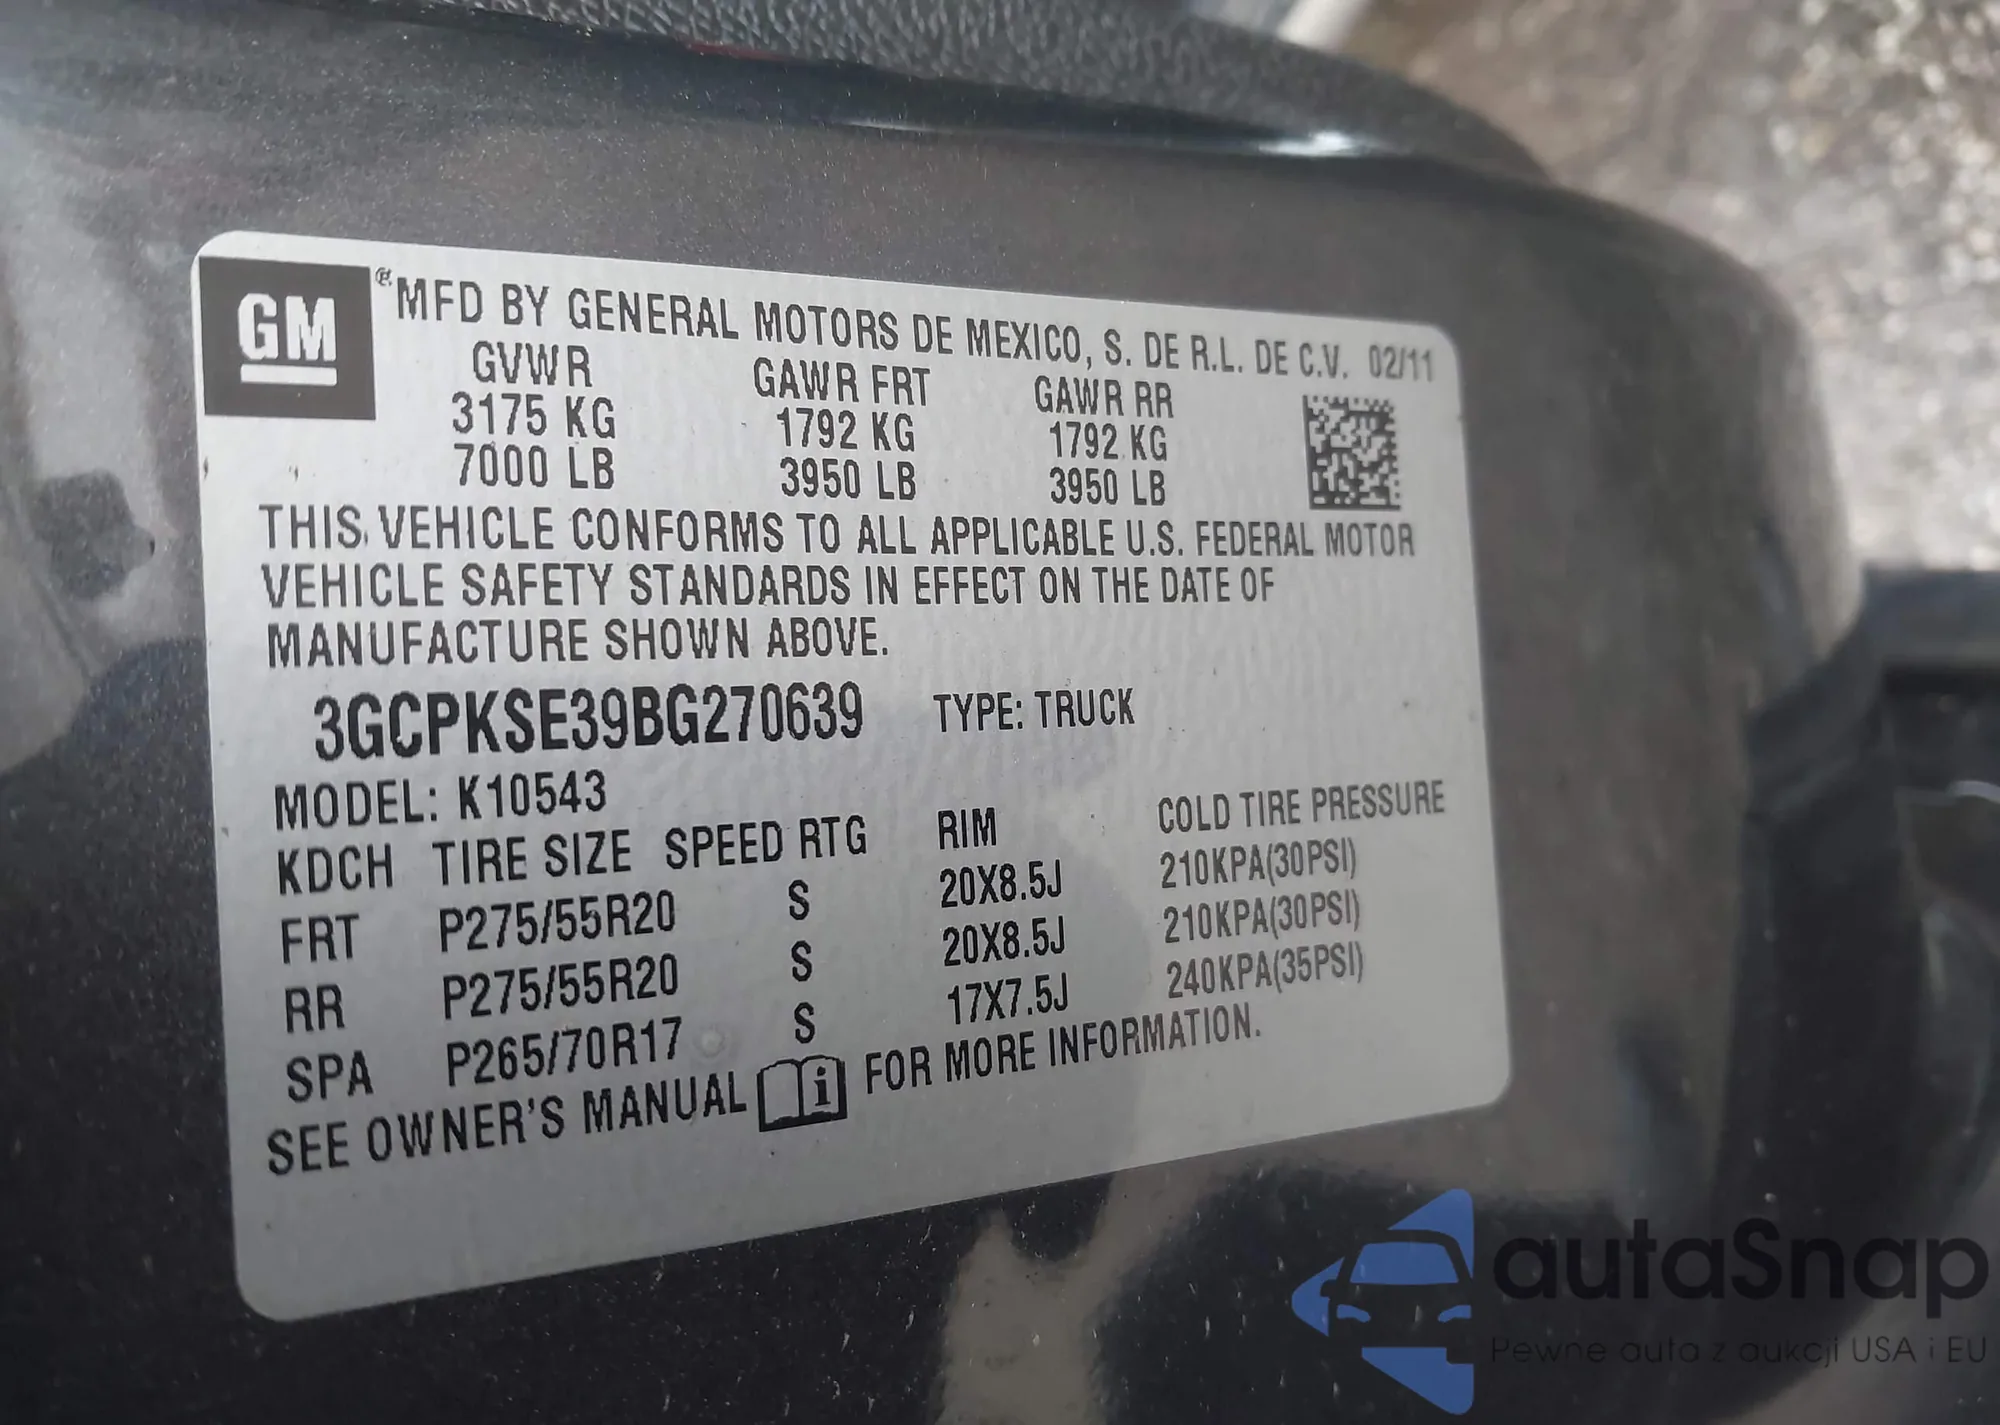 GM
® MFD BY GENERAL MOTORS DE MEXICO, S. DE R.L. DE C.V. 02/11
GVWR GAWR FRT GAWR RR
3175 KG 1792 KG 1792 KG
7000 LB 3950 LB 3950 LB
THIS VEHICLE CONFORMS TO ALL APPLICABLE U.S. FEDERAL MOTOR
VEHICLE SAFETY STANDARDS IN EFFECT ON THE DATE OF
MANUFACTURE SHOWN ABOVE.
3GCPKSE39BG270639 TYPE: TRUCK
MODEL: K10543
KDCH TIRE SIZE SPEED RTG RIM COLD TIRE PRESSURE
FRT P275/55R20 S 20X8.5J 210KPA(30PSI)
RR P275/55R20 S 20X8.5J 210KPA(30PSI)
SPA P265/70R17 S 17X7.5J 240KPA(35PSI)
SEE OWNER'S MANUAL i FOR MORE INFORMATION.
autaSnap
Pewne auta z aukcji USA i EU